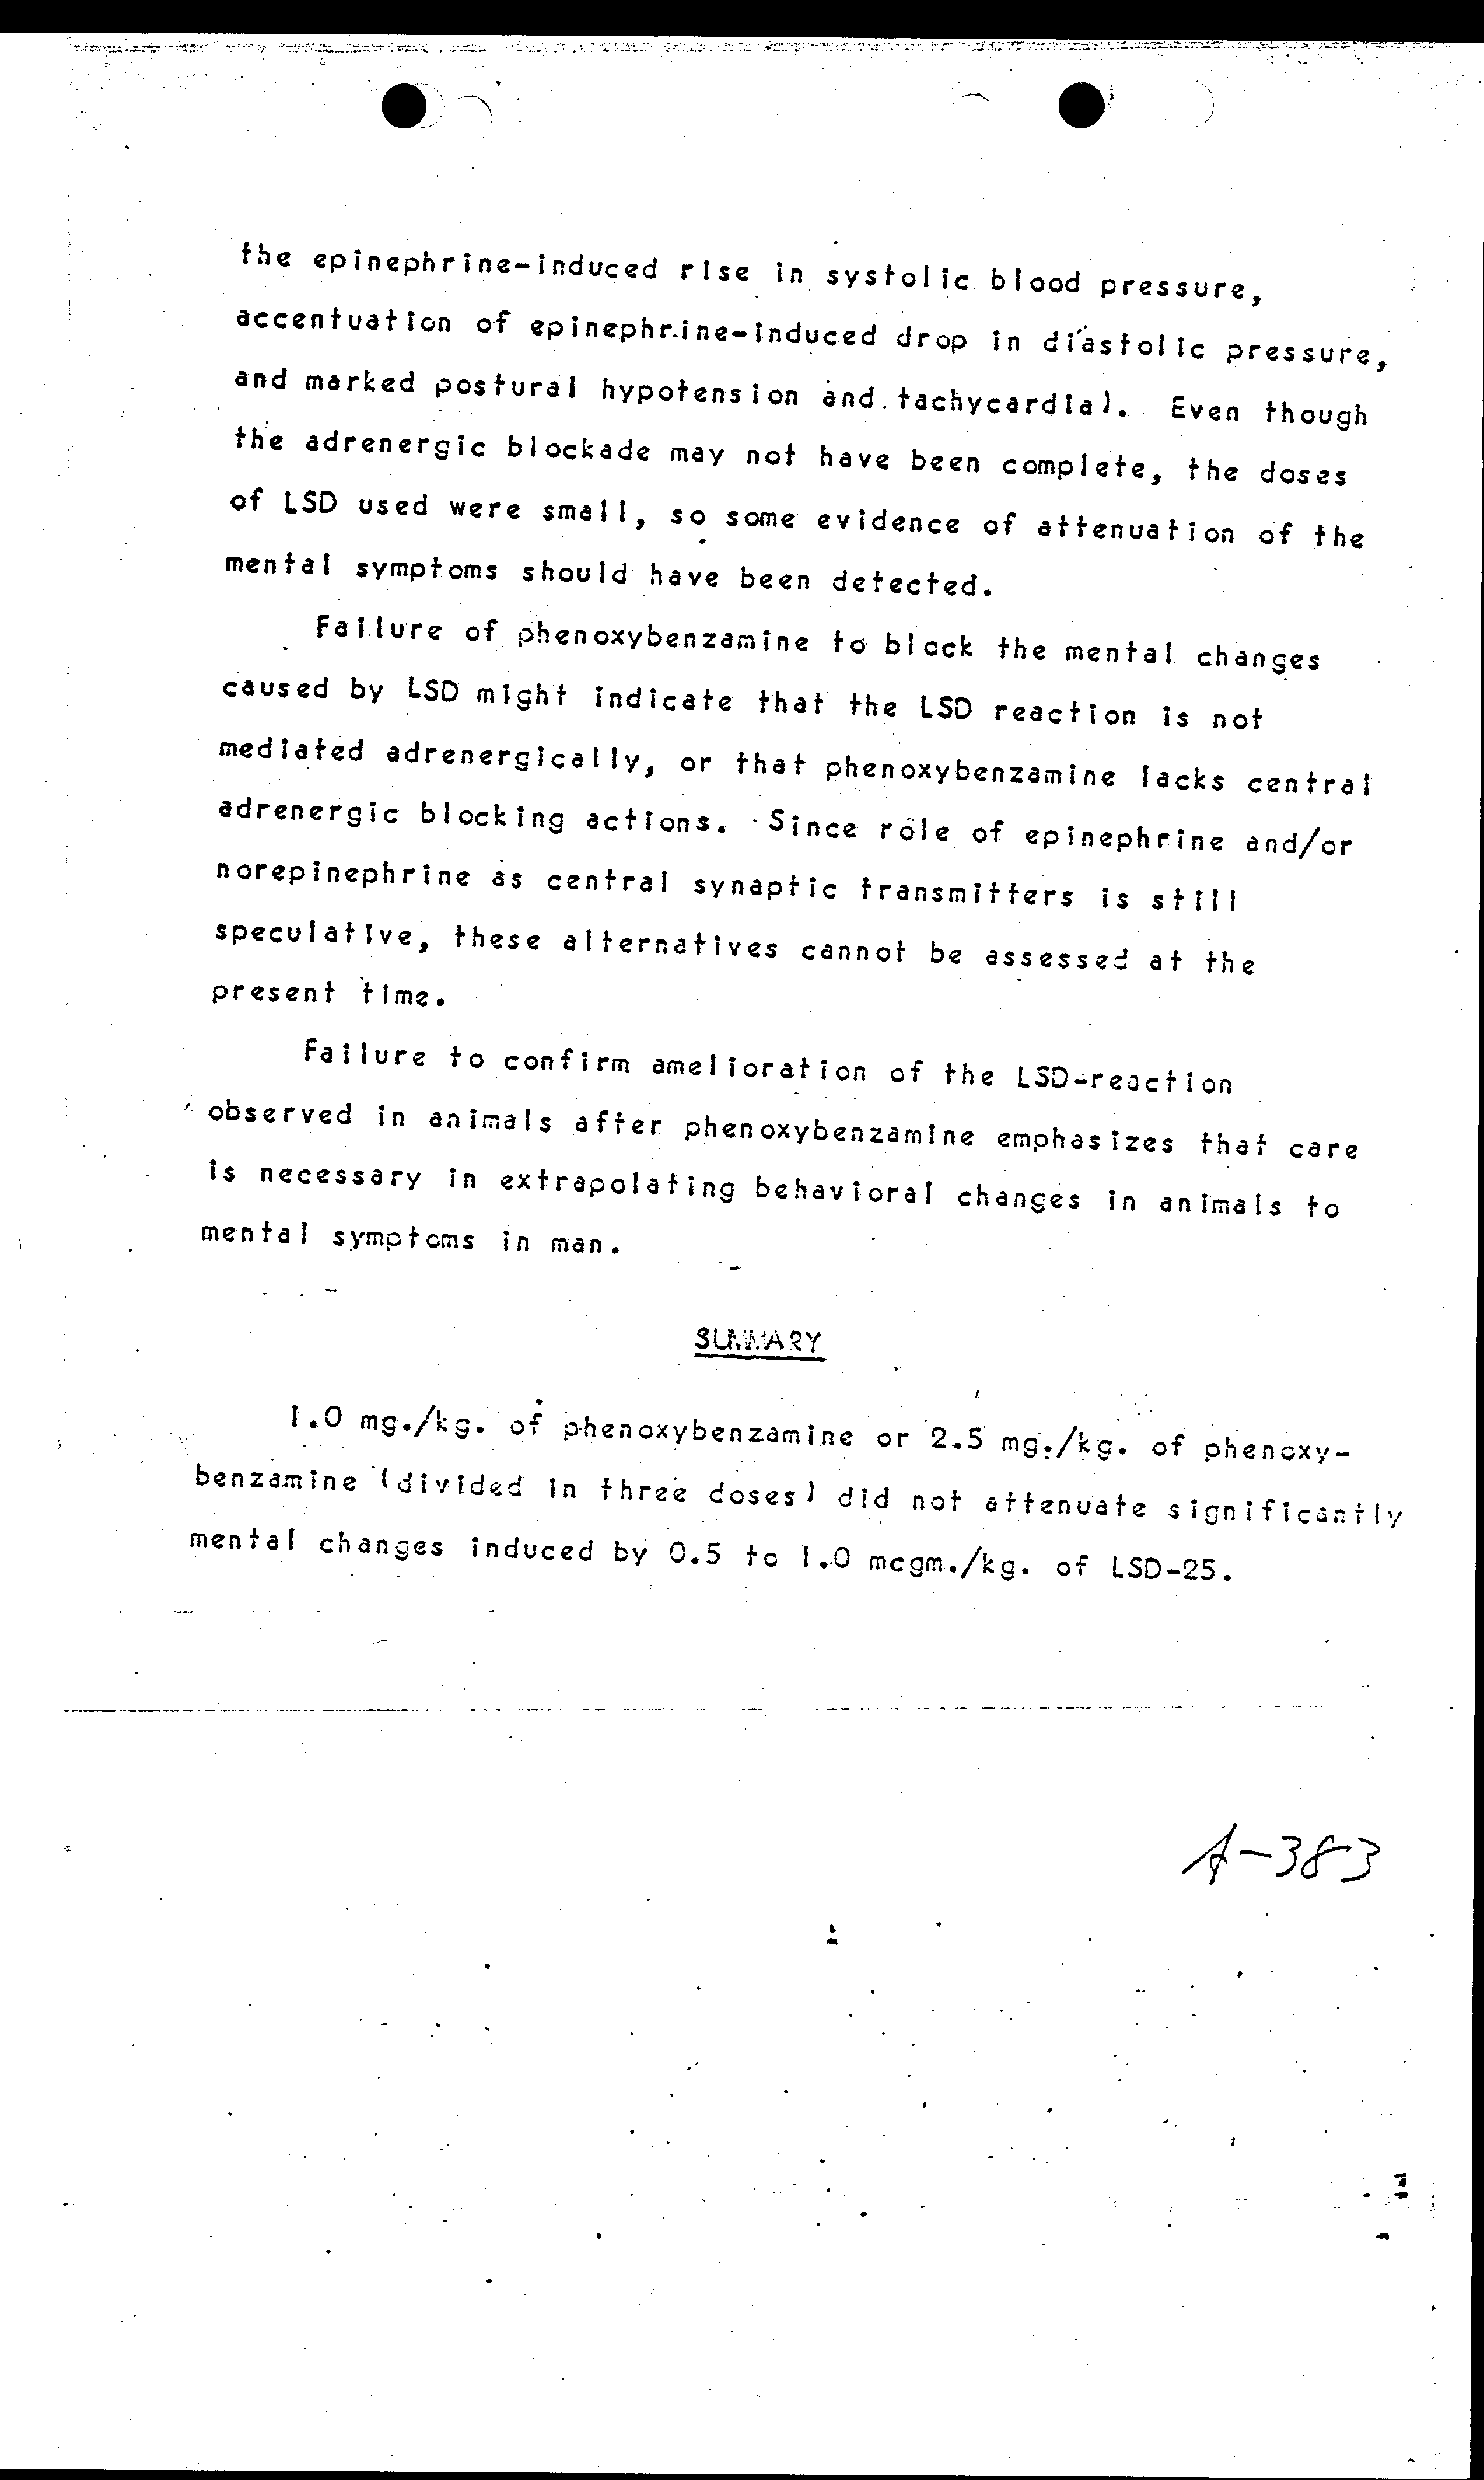 the epinephrine-induced rise in systolic blood pressure,
accentuation of epinephrine-induced drop in diastolic pressure,
and marked postural hypotension and tachycardia). Even though
the adrenergic blockade may not have been complete, the doses
of LSD used were small, so some evidence of attenuation of the
mental symptoms should have been detected.
Failure of phenoxybenzamine to block the mental changes
caused by LSD might indicate that the LSD reaction is not
mediated adrenergically, or that phenoxybenzamine lacks central
adrenergic blocking actions. Since rôle of epinephrine and/or
norepinephrine as central synaptic transmitters is still
speculative, these alternatives cannot be assessed at the
present time.
Failure to confirm amelioration of the LSD-reaction
observed in animals after phenoxybenzamine emphasizes that care
is necessary in extrapolating behavioral changes in animals to
mental symptoms in man.
SUMMARY
1.0 mg./kg. of phenoxybenzamine or 2.5 mg./kg. of phenoxy-
benzamine (divided in three doses) did not attenuate significantly
mental changes induced by 0.5 to 1.0 mcgm./kg. of LSD-25.
A-383